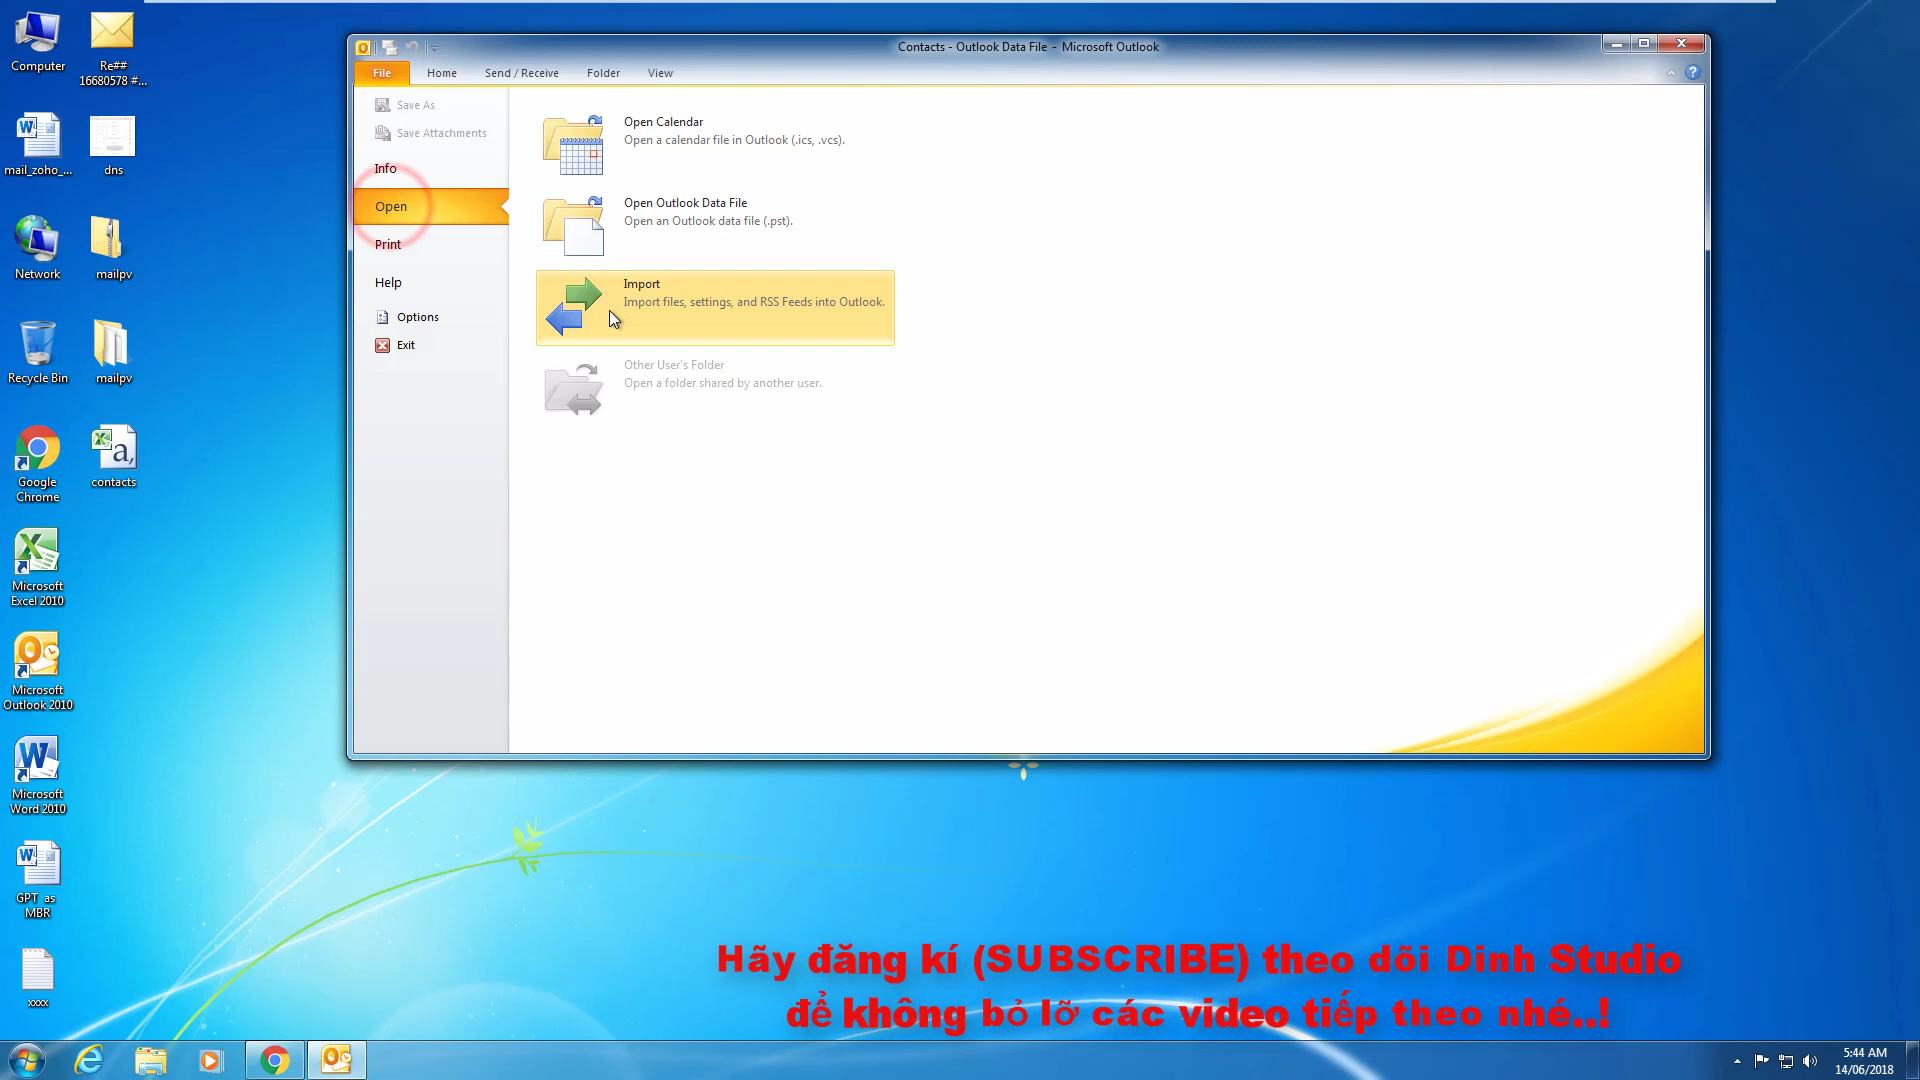 Computer
Re##
16680578 #...
mail_zoho_...
dns
Network
mailpv
Recycle Bin
mailpv
Google
Chrome
contacts
Microsoft
Excel 2010
Microsoft
Outlook 2010
Microsoft
Word 2010
GPT as
MBR
xxxx
Contacts - Outlook Data File - Microsoft Outlook
File
Home
Send / Receive
Folder
View
Save As
Save Attachments
Info
Open
Print
Help
Options
Exit
Open Calendar
Open a calendar file in Outlook (.ics, .vcs).
Open Outlook Data File
Open an Outlook data file (.pst).
Import
Import files, settings, and RSS Feeds into Outlook.
Other User's Folder
Open a folder shared by another user.
Hãy đăng kí (SUBSCRIBE) theo dõi Dinh Studio
để không bỏ lỡ các video tiếp theo nhé..!
5:44 AM
14/06/2018